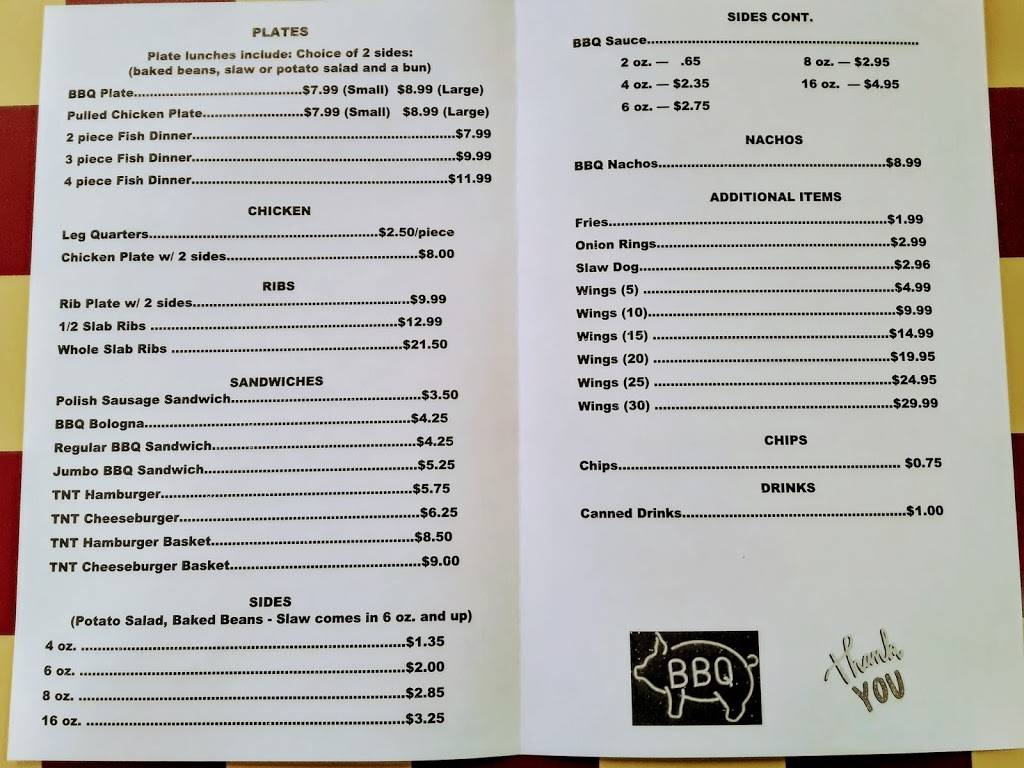 PLATES
Plate lunches include: Choice of 2 sides:
(baked beans, slaw or potato salad and a bun)
BBQ Plate..............................$7.99 (Small) $8.99 (Large)
Pulled Chicken Plate..................$7.99 (Small) $8.99 (Large)
2 piece Fish Dinner..............................$7.99
3 piece Fish Dinner..............................$9.99
4 piece Fish Dinner..............................$11.99
CHICKEN
Leg Quarters..............................$2.50/piece
Chicken Plate w/ 2 sides..............................$8.00
RIBS
Rib Plate w/ 2 sides..............................$9.99
1/2 Slab Ribs ..............................$12.99
Whole Slab Ribs ..............................$21.50
SANDWICHES
Polish Sausage Sandwich..............................$3.50
BBQ Bologna..............................$4.25
Regular BBQ Sandwich..............................$4.25
Jumbo BBQ Sandwich..............................$5.25
TNT Hamburger..............................$5.75
TNT Cheeseburger..............................$6.25
TNT Hamburger Basket..............................$8.50
TNT Cheeseburger Basket..............................$9.00
SIDES
(Potato Salad, Baked Beans - Slaw comes in 6 oz. and up)
4 oz. ..............................$1.35
6 oz. ..............................$2.00
8 oz. ..............................$2.85
16 oz. ..............................$3.25
SIDES CONT.
BBQ Sauce..............................
2 oz. — .65 8 oz. — $2.95
4 oz. — $2.35 16 oz. — $4.95
6 oz. — $2.75
NACHOS
BBQ Nachos..............................$8.99
ADDITIONAL ITEMS
Fries..............................$1.99
Onion Rings..............................$2.99
Slaw Dog..............................$2.96
Wings (5) ..............................$4.99
Wings (10)..............................$9.99
Wings (15) ..............................$14.99
Wings (20) ..............................$19.95
Wings (25) ..............................$24.95
Wings (30) ..............................$29.99
CHIPS
Chips.............................. $0.75
DRINKS
Canned Drinks..............................$1.00
BBQ
thank
YOU